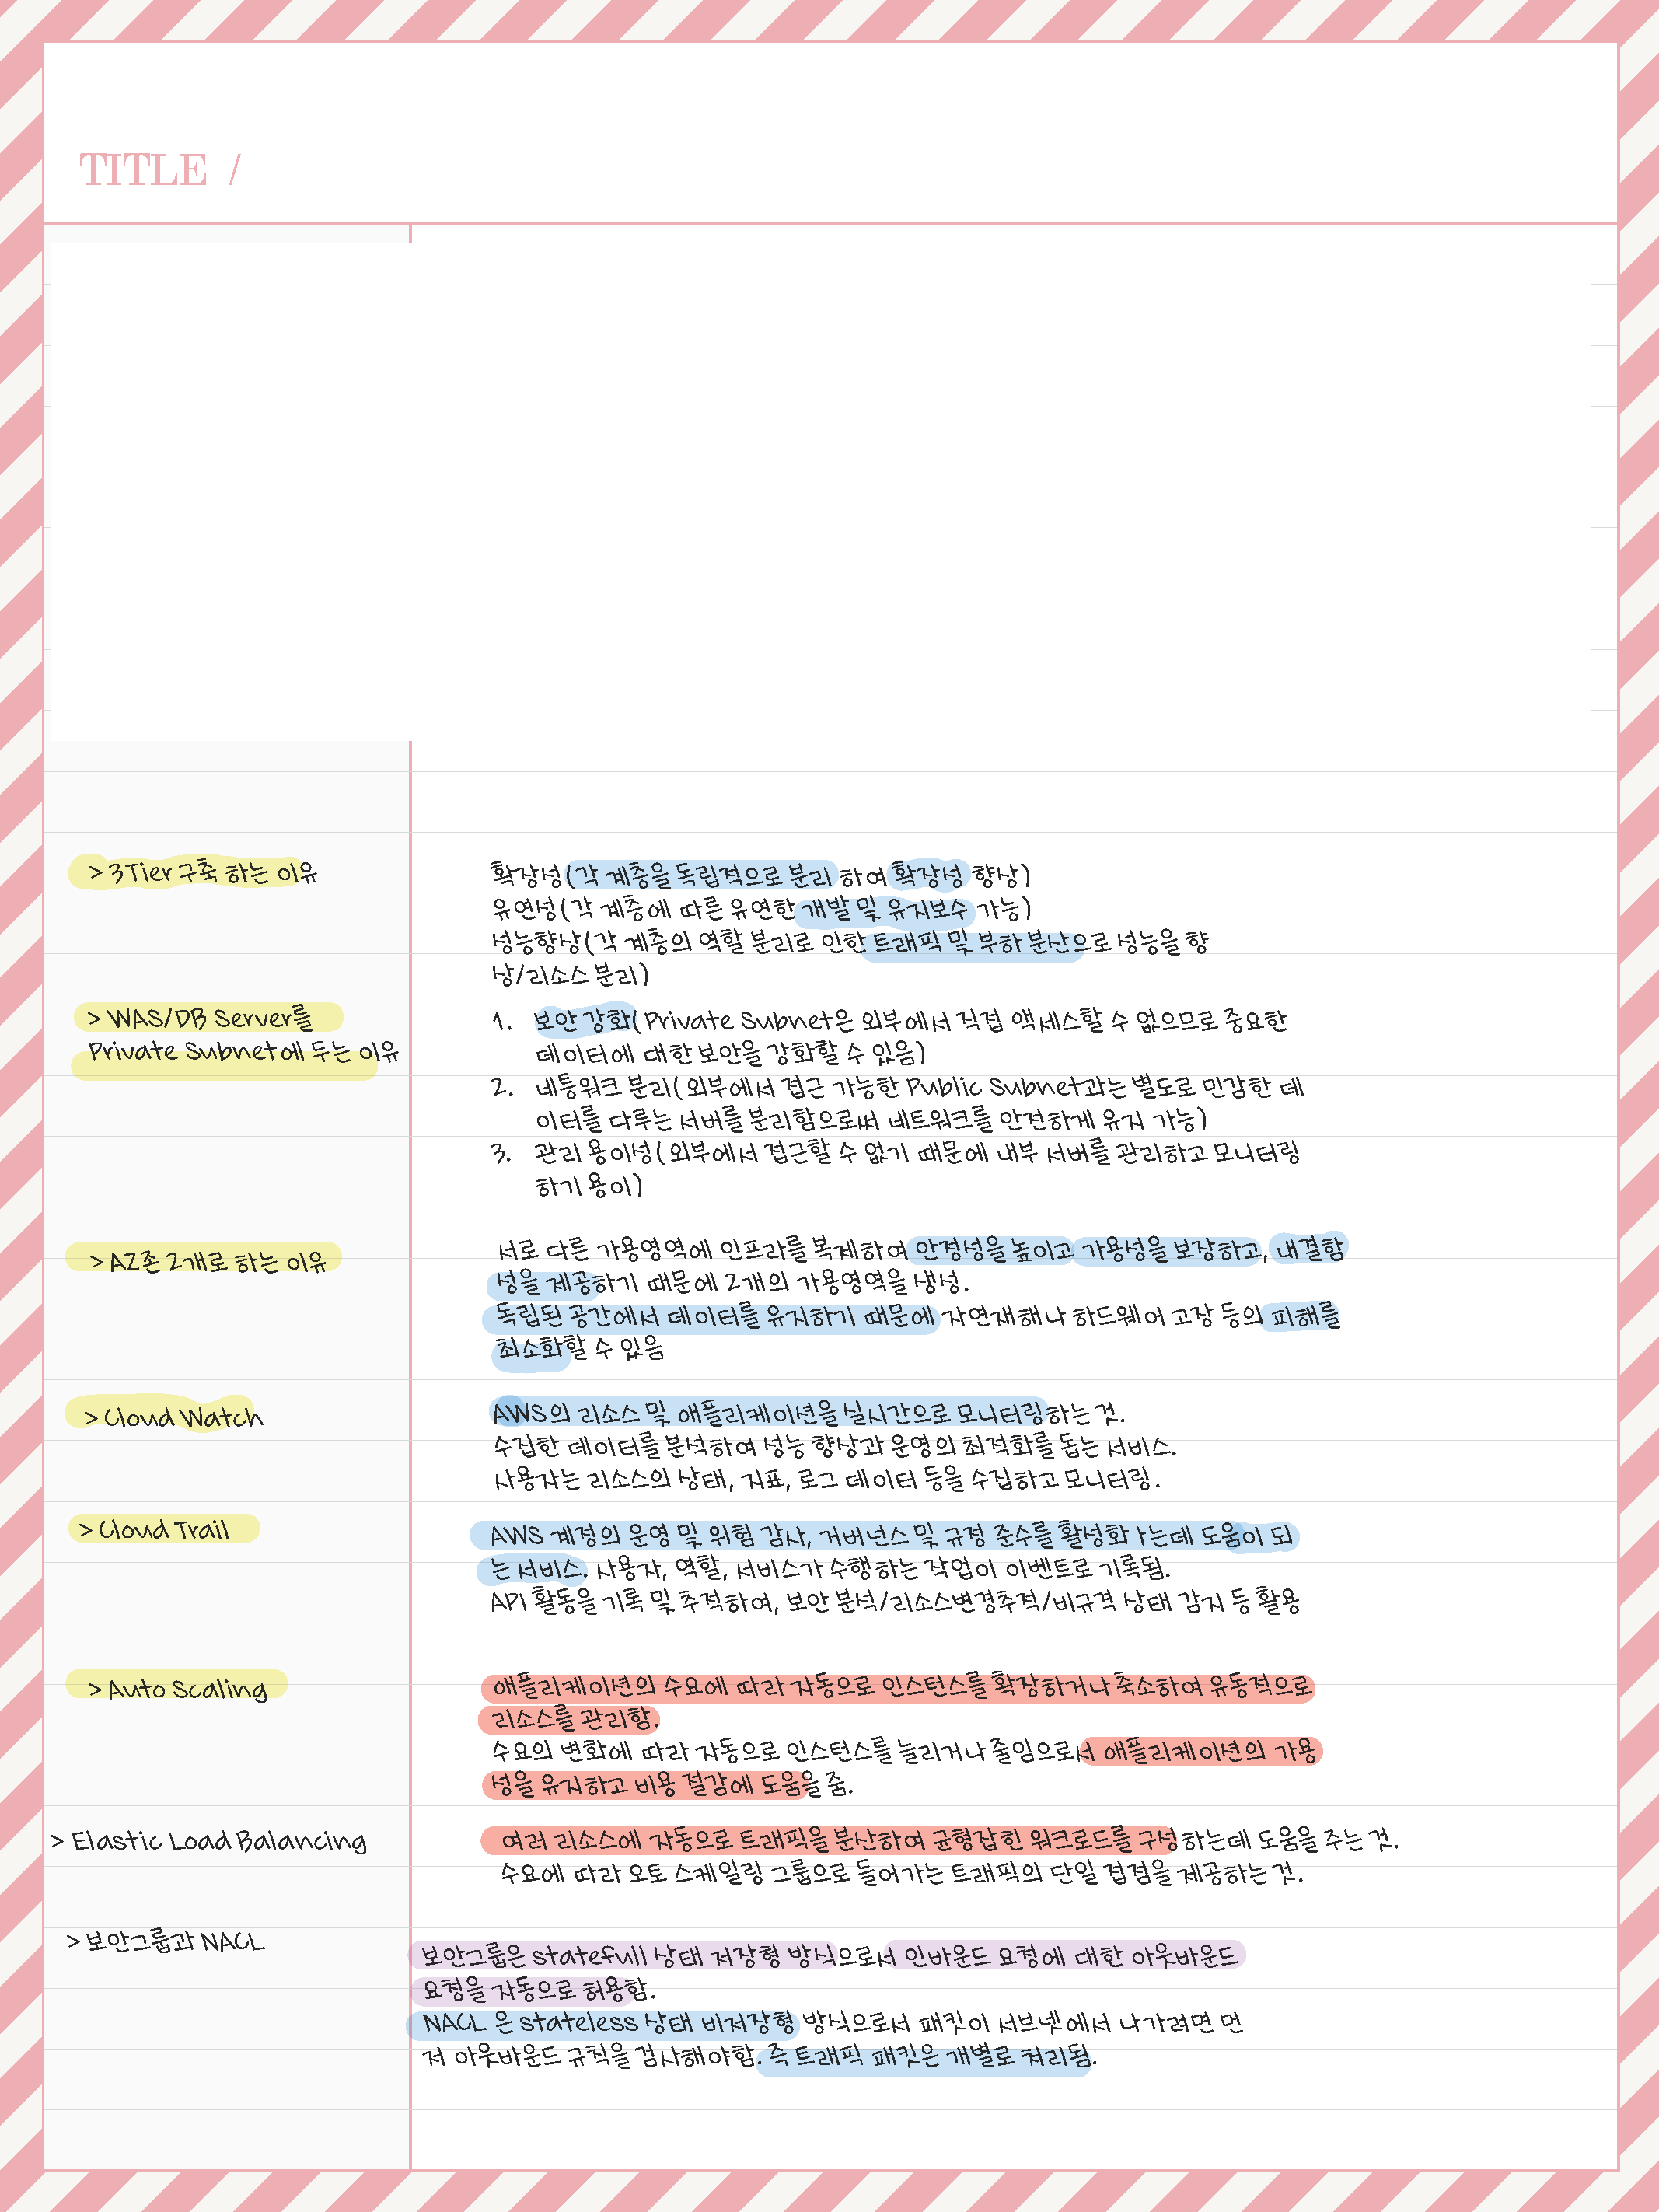 TITLE /
> 3Tier 구축 하는 이유
확장성(각 계층을 독립적으로 분리 하여 확장성 향상)
유연성(각 계층에 따른 유연한 개발 및 유지보수 가능)
성능향상(각 계층의 역할 분리로 인한 트래픽 및 부하 분산으로 성능을 향
상/리소스 분리)
> WAS/DB Server를
Private Subnet에 두는 이유
1. 보안 강화(Private Subnet은 외부에서 직접 액세스할 수 없으므로 중요한
데이터에 대한 보안을 강화할 수 있음)
2. 네틍워크 분리(외부에서 접근 가능한 Public Subnet과는 별도로 민감한 데
이터를 다루는 서버를 분리함으로써 네트워크를 안전하게 유지 가능)
3. 관리 용이성(외부에서 접근할 수 없기 때문에 내부 서버를 관리하고 모니터링
하기 용이)
> AZ존 2개로 하는 이유
서로 다른 가용영역에 인프라를 복제하여 안정성을 높이고 가용성을 보장하고, 내결함
성을 제공하기 때문에 2개의 가용영역을 생성.
독립된 공간에서 데이터를 유지하기 때문에 자연재해나 하드웨어 고장 등의 피해를
최소화할 수 있음
> Cloud Watch
AWS의 리소스 및 애플리케이션을 실시간으로 모니터링하는 것.
수집한 데이터를 분석하여 성능 향상과 운영의 최적화를 돕는 서비스.
사용자는 리소스의 상태, 지표, 로그 데이터 등을 수집하고 모니터링.
> Cloud Trail
AWS 계정의 운영 및 위험 감사, 거버넌스 및 규정 준수를 활성화 ㅏ는데 도움이 되
는 서비스. 사용자, 역할, 서비스가 수행하는 작업이 이벤트로 기록됨.
API 활동을 기록 및 추적하여, 보안 분석/리소스변경추적/비규격 상태 감지 등 활용
> Auto Scaling
애플리케이션의 수요에 따라 자동으로 인스턴스를 확장하거나 축소하여 유동적으로
리소스를 관리함.
수요의 변화에 따라 자동으로 인스턴스를 늘리거나 줄임으로서 애플리케이션의 가용
성을 유지하고 비용 절감에 도움을 줌.
> Elastic Load Balancing
여러 리소스에 자동으로 트래픽을 분산하여 균형잡힌 워크로드를 구성하는데 도움을 주는 것.
수요에 따라 오토 스케일링 그룹으로 들어가는 트래픽의 단일 접점을 제공하는 것.
> 보안그룹과 NACL
보안그룹은 statefull 상태 저장형 방식으로서 인바운드 요청에 대한 아웃바운드
요청을 자동으로 허용함.
NACL 은 stateless 상태 비저장형 방식으로서 패킷이 서브넷에서 나가려면 먼
저 아웃바운드 규칙을 검사해야함. 즉 트래픽 패킷은 개별로 처리됨.